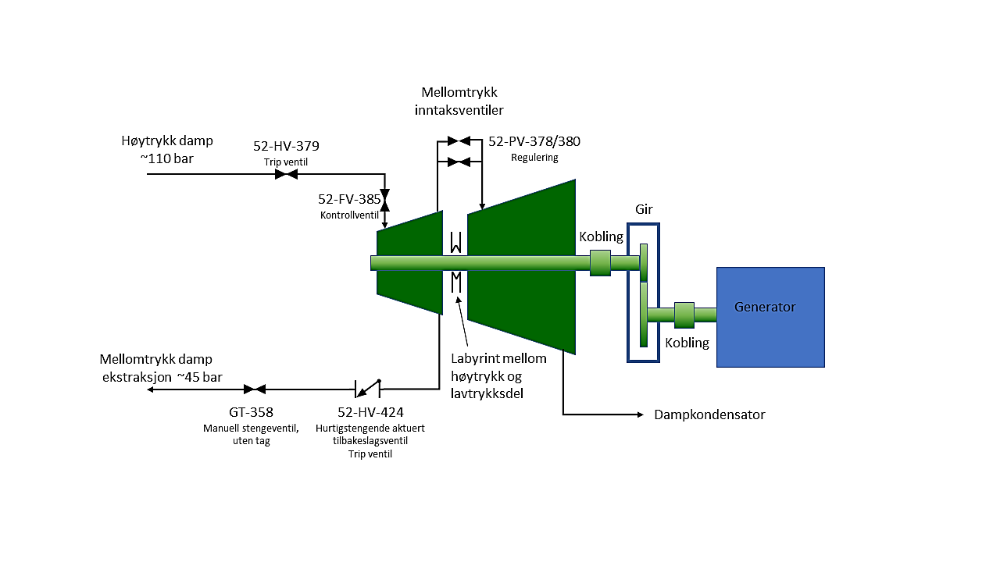 Mellomtrykk
inntaksventiler
Høytrykk damp
~110 bar
52-HV-379
Trip ventil
52-PV-378/380
Regulering
52-FV-385
Kontrollventil
Gir
Kobling
Generator
Kobling
Mellomtrykk damp
ekstraksjon ~45 bar
Labyrint mellom
høytrykk og
lavtrykksdel
GT-358
Manuell stengeventil,
uten tag
52-HV-424
Hurtigstengende aktuert
tilbakeslagsventil
Trip ventil
Dampkondensator